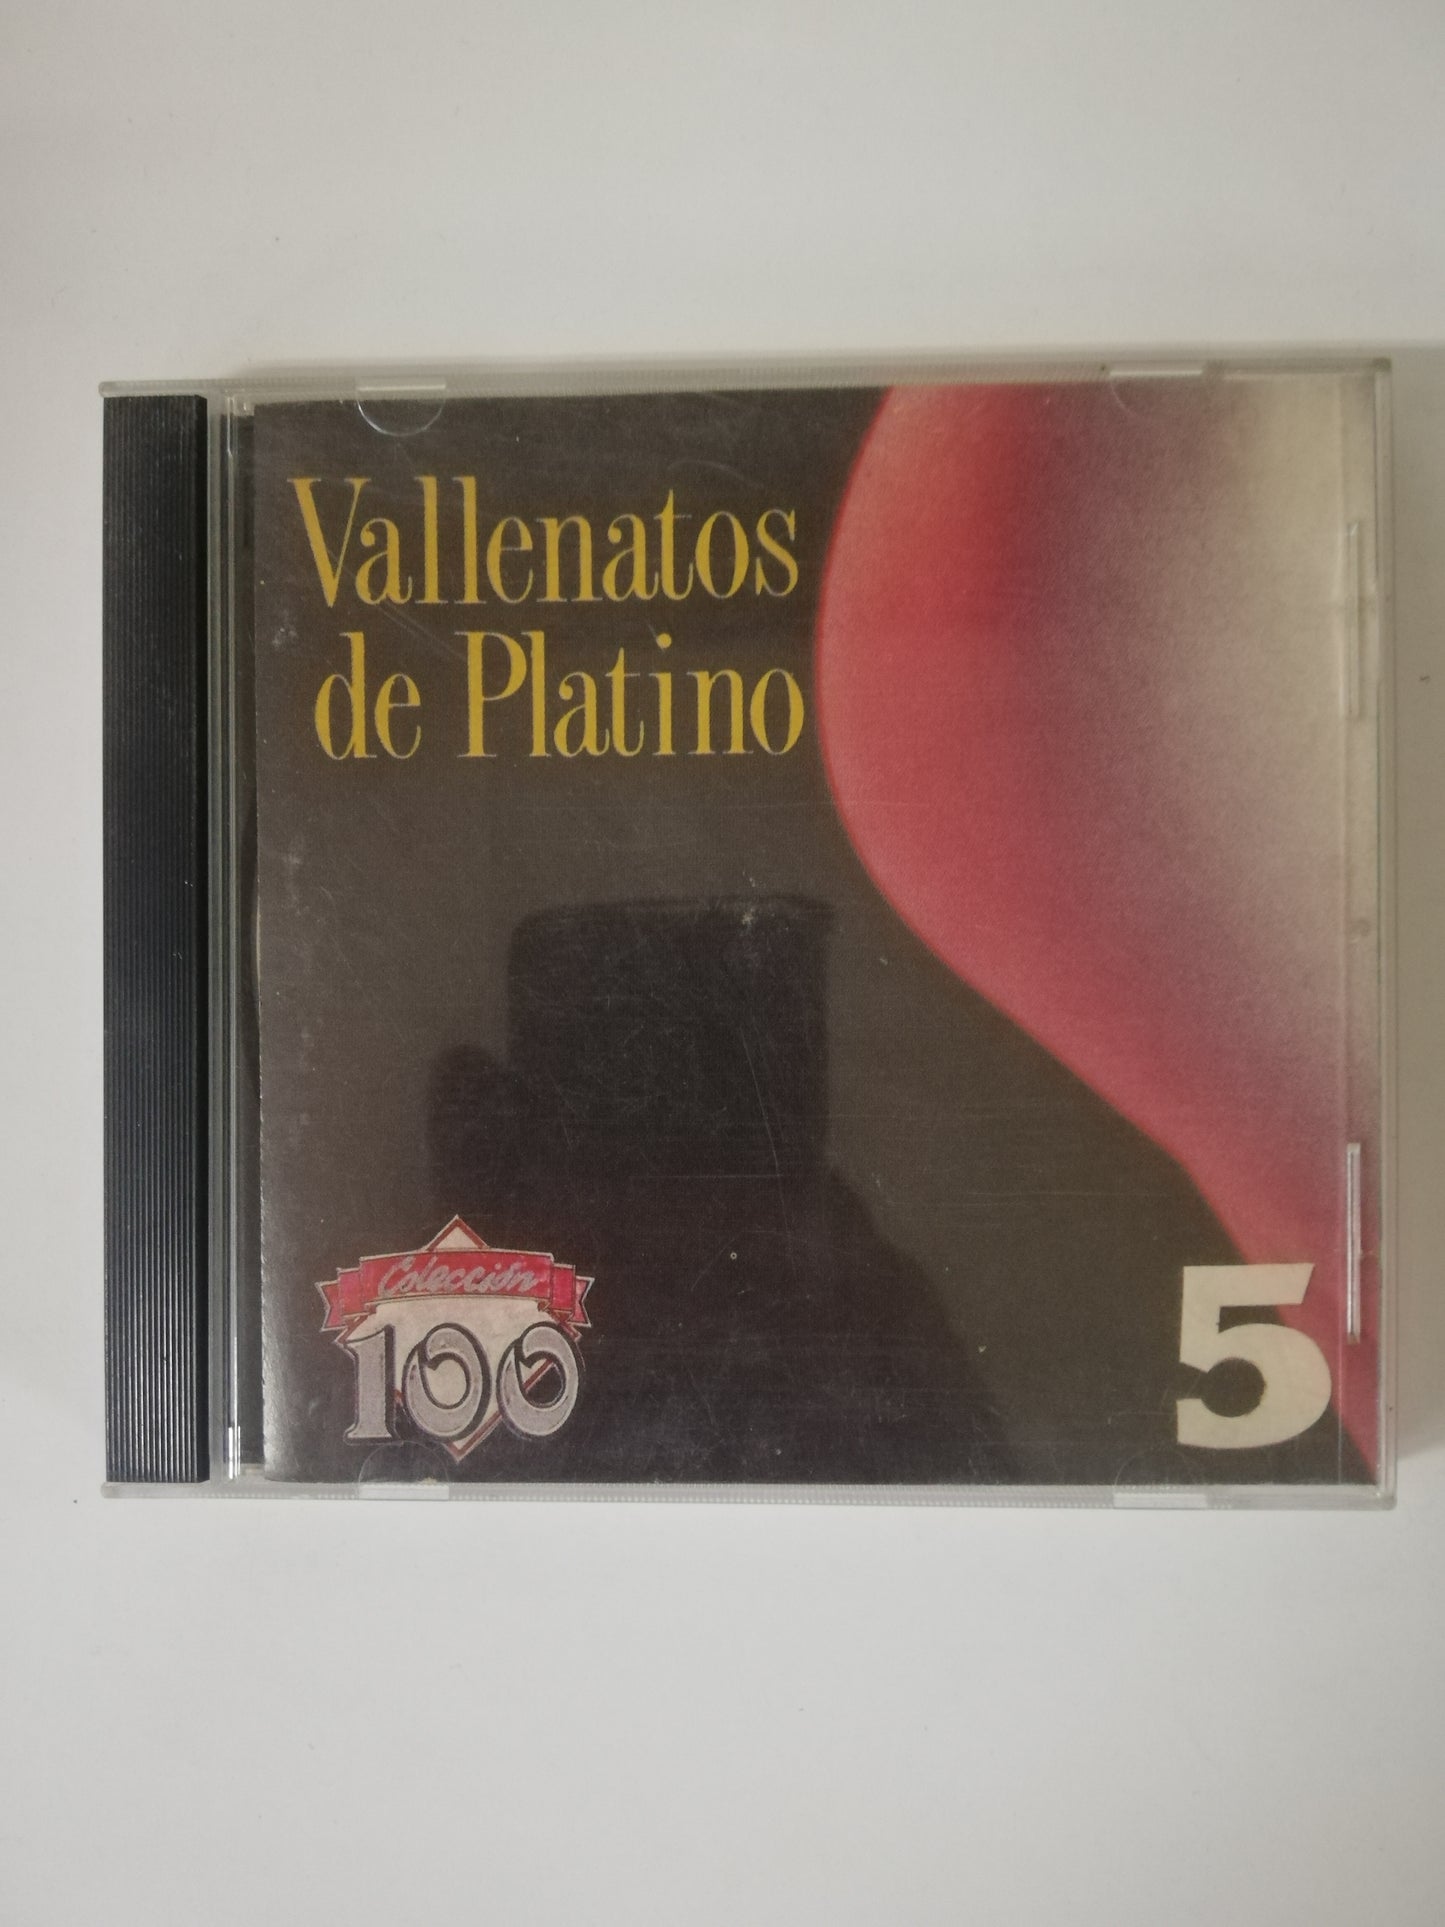 Vallenatos
de Platino
Colección
100
5